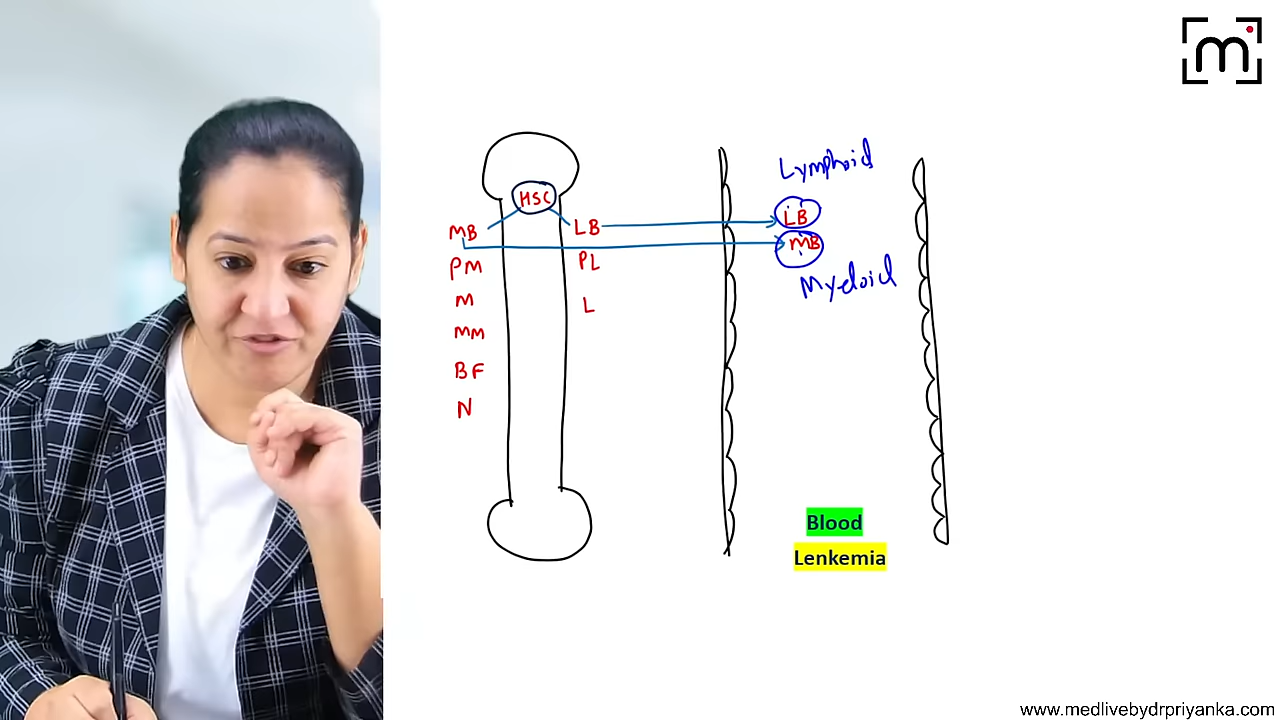 m
Lymphoid
HSC
MB
LB
LB
MB
PM
PL
Myeloid
M
L
MM
BF
N
Blood
Lenkemia
www.medlivebydrpriyanka.com